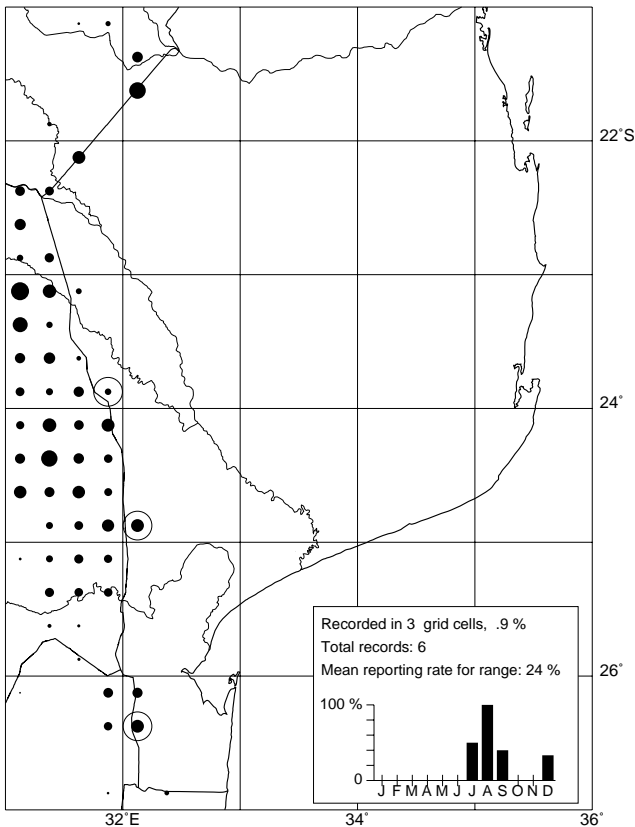 22°S
24°
Recorded in 3 grid cells, .9 %
Total records: 6
Mean reporting rate for range: 24 %
26°
100 %
0
J F M A M J J A S O N D
32°E
34°
36°